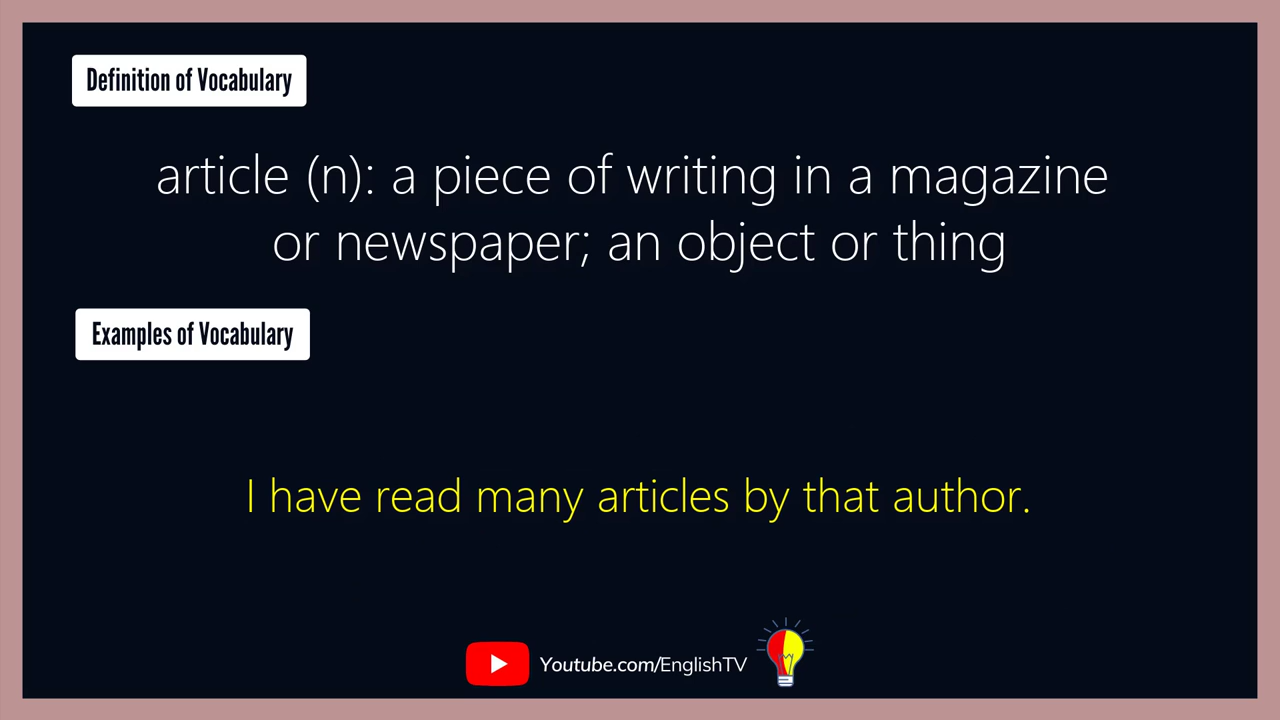 Definition of Vocabulary
article (n): a piece of writing in a magazine
or newspaper; an object or thing
Examples of Vocabulary
I have read many articles by that author.
Youtube.com/EnglishTV